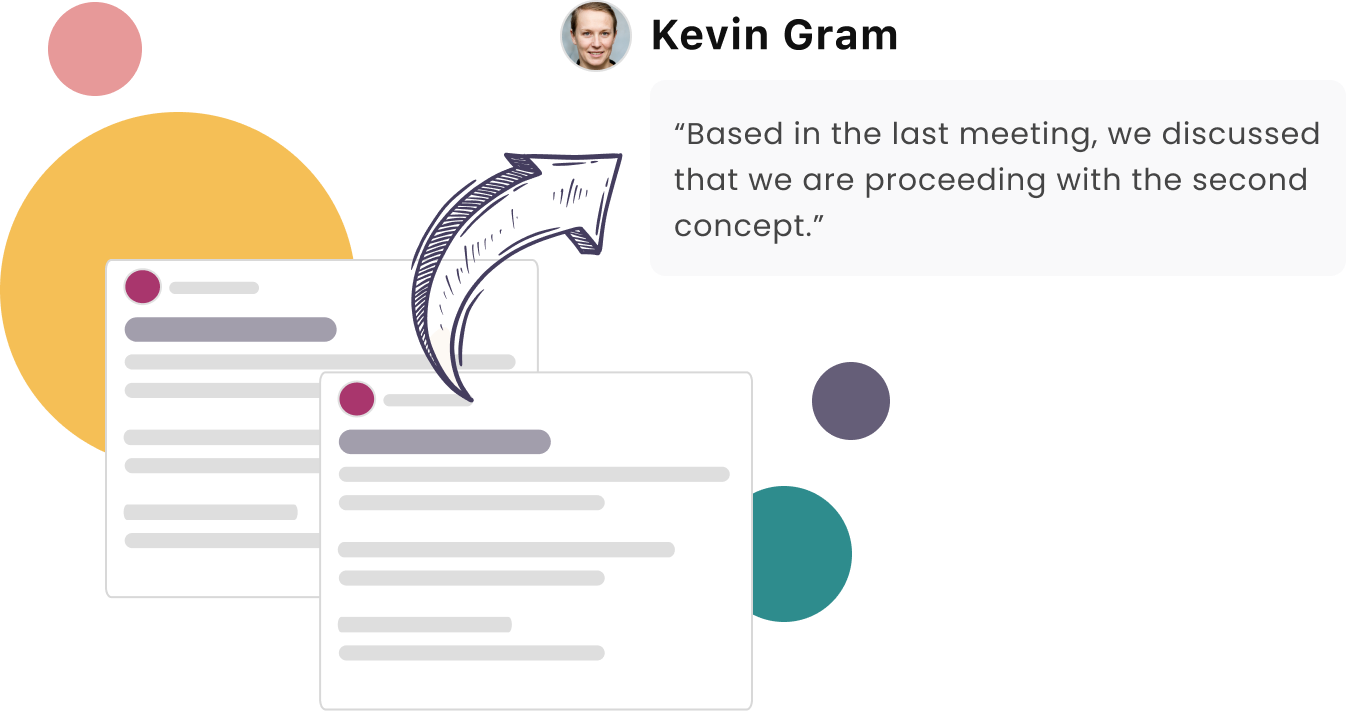 Kevin Gram
“Based in the last meeting, we discussed
that we are proceeding with the second
concept.”